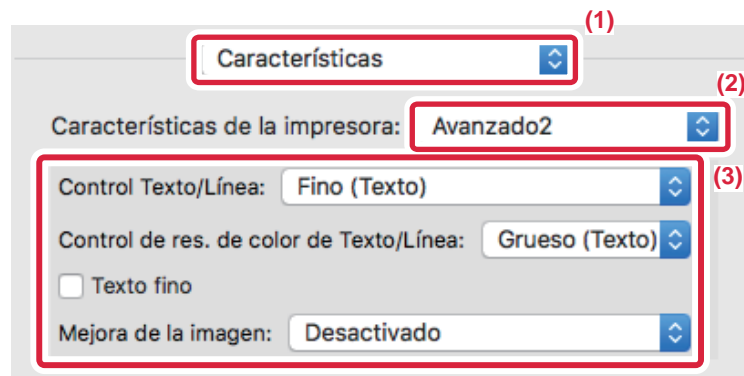 (1)
Características
(2)
Características de la impresora: Avanzado2
(3)
Control Texto/Línea: Fino (Texto)
Control de res. de color de Texto/Línea: Grueso (Texto)
Texto fino
Mejora de la imagen: Desactivado